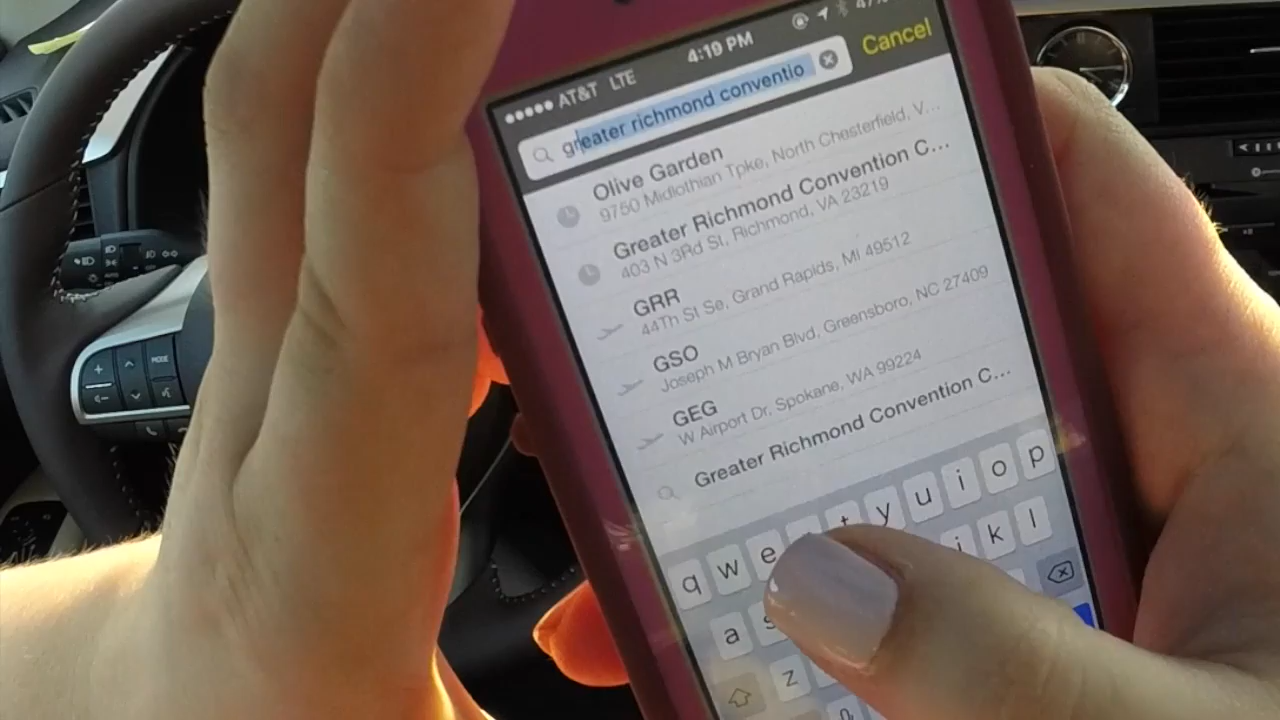 ●●●●● AT&T LTE 4:19 PM 47%
greater richmond conventio
Cancel
Olive Garden
9750 Midlothian Tpke, North Chesterfield, V...
Greater Richmond Convention C...
403 N 3Rd St, Richmond, VA 23219
GRR
44Th St Se, Grand Rapids, MI 49512
GSO
Joseph M Bryan Blvd, Greensboro, NC 27409
GEG
W Airport Dr, Spokane, WA 99224
Greater Richmond Convention C...
q w e t y u i o p
a s j k l
z
MODE